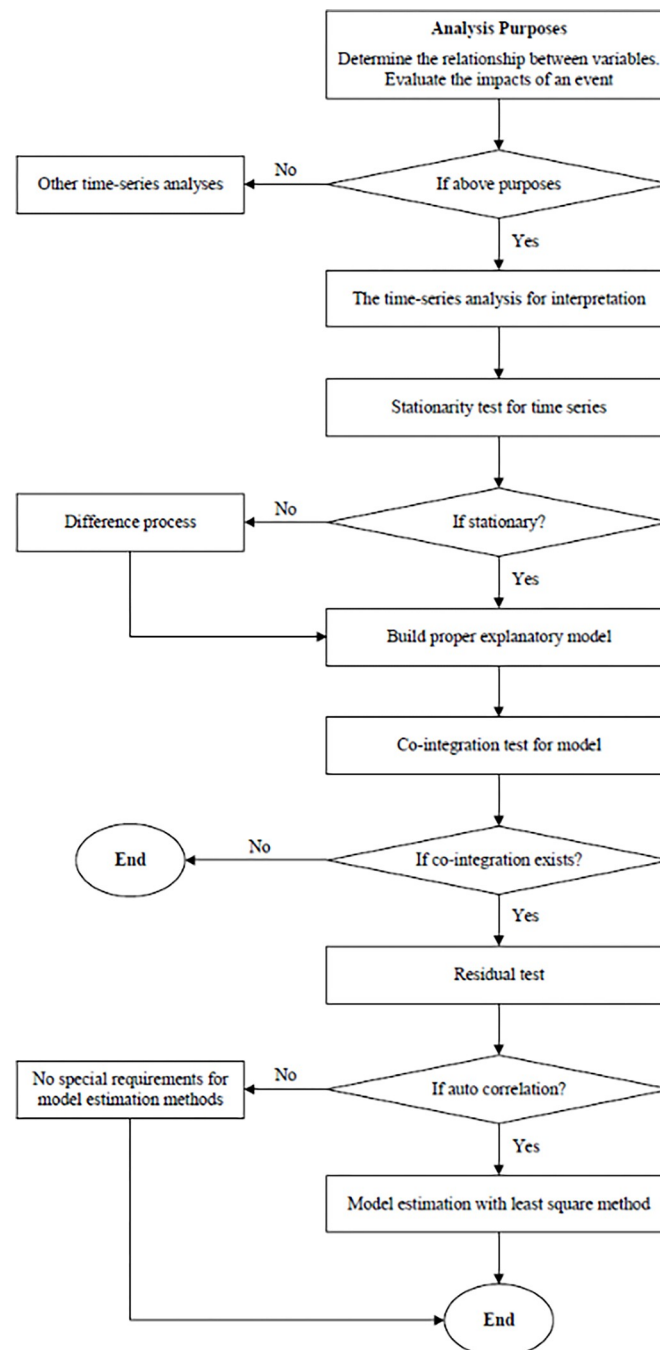 Analysis Purposes
Determine the relationship between variables.
Evaluate the impacts of an event
No
Other time-series analyses
If above purposes
Yes
The time-series analysis for interpretation
Stationarity test for time series
No
Difference process
If stationary?
Yes
Build proper explanatory model
Co-integration test for model
No
End
If co-integration exists?
Yes
Residual test
No
No special requirements for
model estimation methods
If auto correlation?
Yes
Model estimation with least square method
End